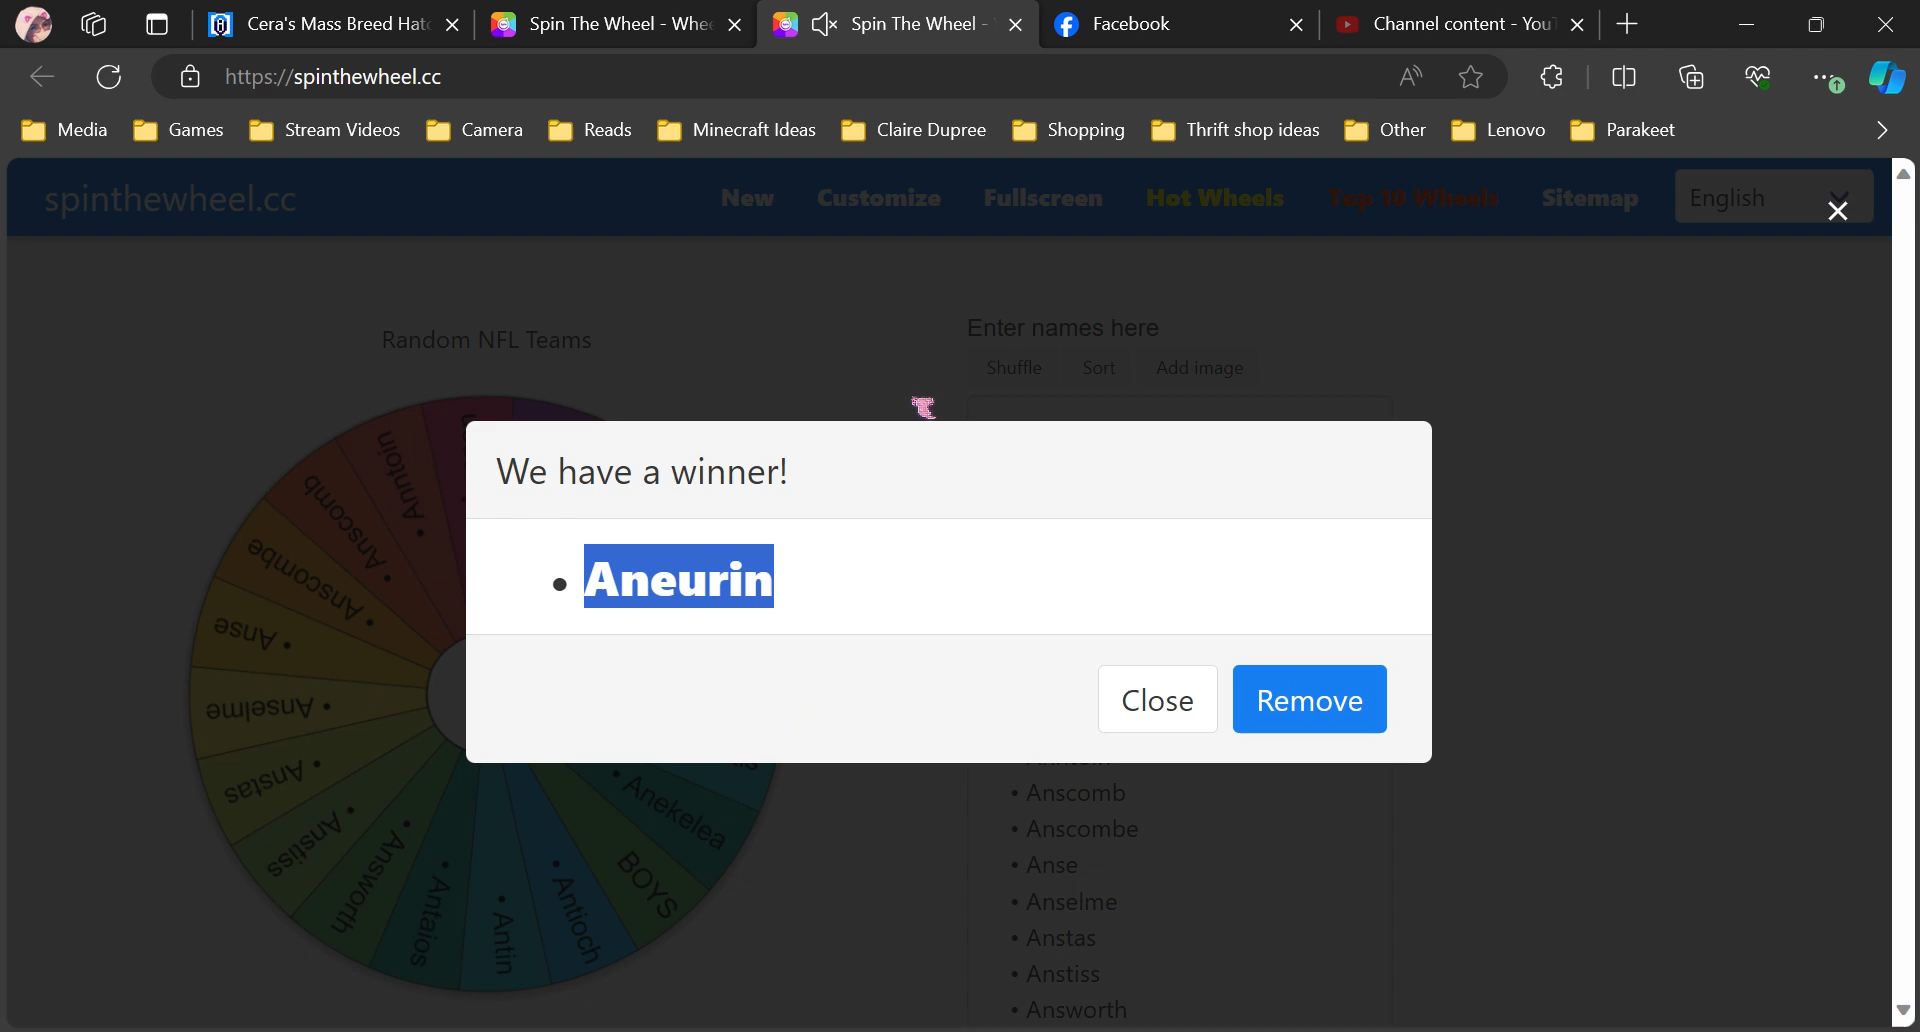 Cera's Mass Breed Hatc
Spin The Wheel - Whee
Spin The Wheel -
Facebook
Channel content - YouT
https://spinthewheel.cc
Media
Games
Stream Videos
Camera
Reads
Minecraft Ideas
Claire Dupree
Shopping
Thrift shop ideas
Other
Lenovo
Parakeet
spinthewheel.cc
New
Customize
Fullscreen
Hot Wheels
Top 10 Wheels
Sitemap
English
Random NFL Teams
Enter names here
Shuffle
Sort
Add image
We have a winner!
• Aneurin
Close
Remove
• Anntoin
• Anscomb
• Anscombe
• Anse
• Anselme
• Anstas
• Anstiss
• Answorth
• Antaios
• Antin
• Antioch
BOYS
• Anekelea
• Anscomb
• Anscombe
• Anse
• Anselme
• Anstas
• Anstiss
• Answorth